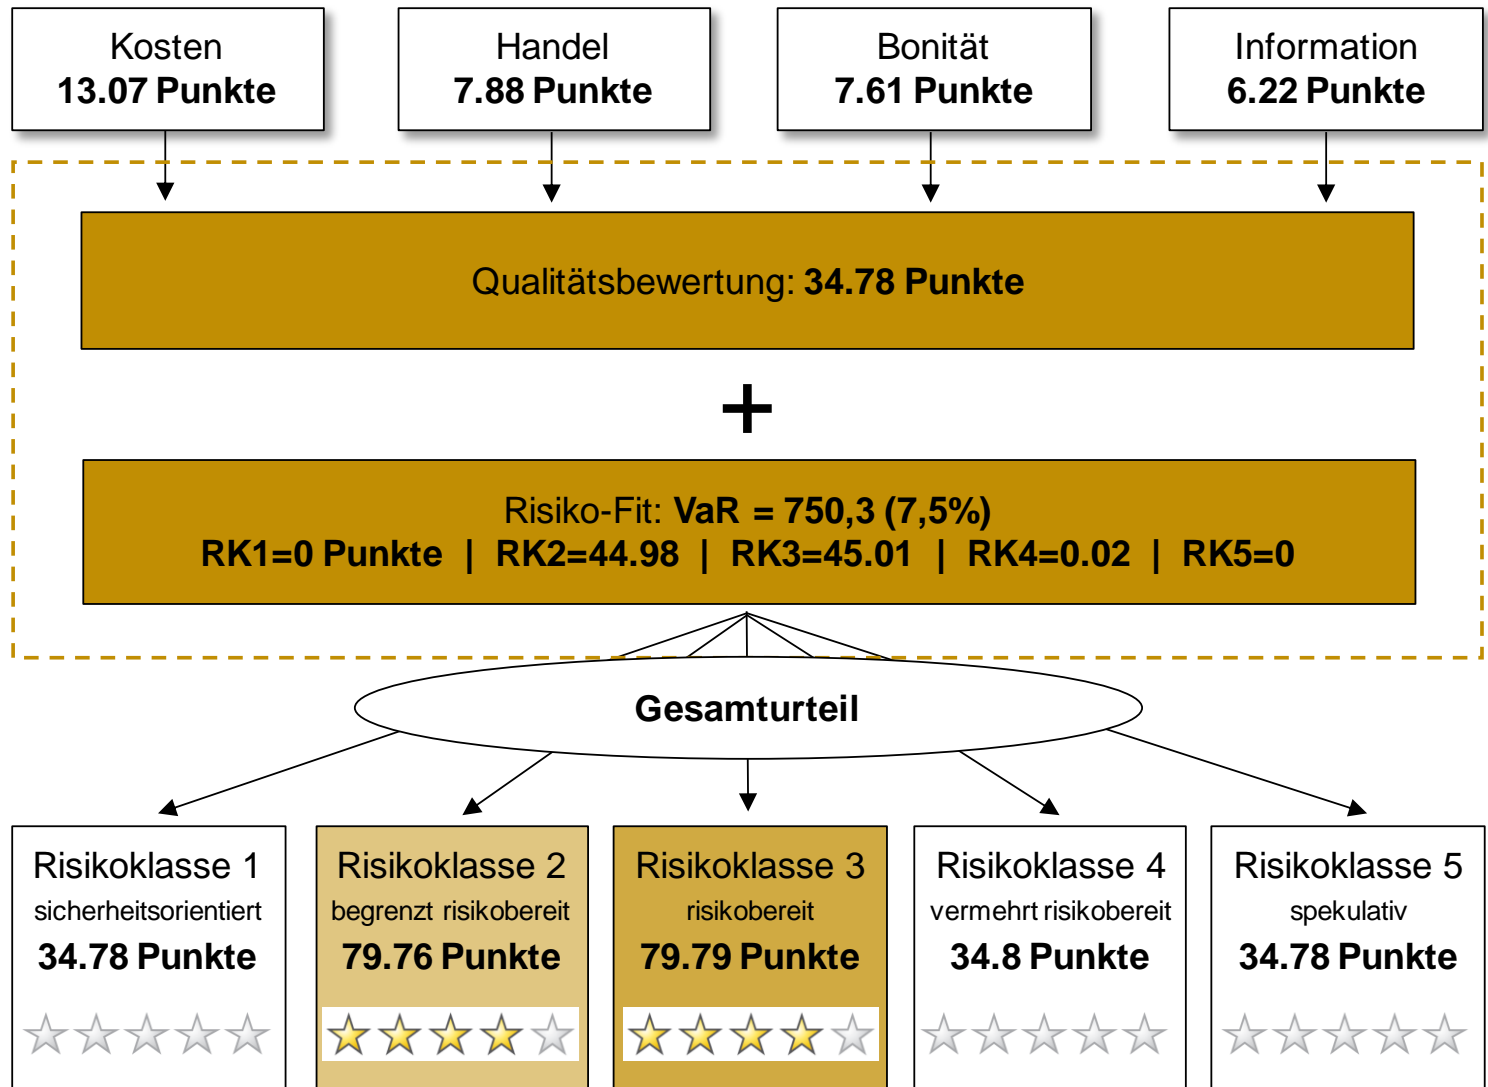 Kosten
13.07 Punkte
Handel
7.88 Punkte
Bonität
7.61 Punkte
Information
6.22 Punkte
Qualitätsbewertung: 34.78 Punkte
+
Risiko-Fit: VaR = 750,3 (7,5%)
RK1=0 Punkte | RK2=44.98 | RK3=45.01 | RK4=0.02 | RK5=0
Gesamturteil
Risikoklasse 1
sicherheitsorientiert
34.78 Punkte
Risikoklasse 2
begrenzt risikobereit
79.76 Punkte
Risikoklasse 3
risikobereit
79.79 Punkte
Risikoklasse 4
vermehrt risikobereit
34.8 Punkte
Risikoklasse 5
spekulativ
34.78 Punkte